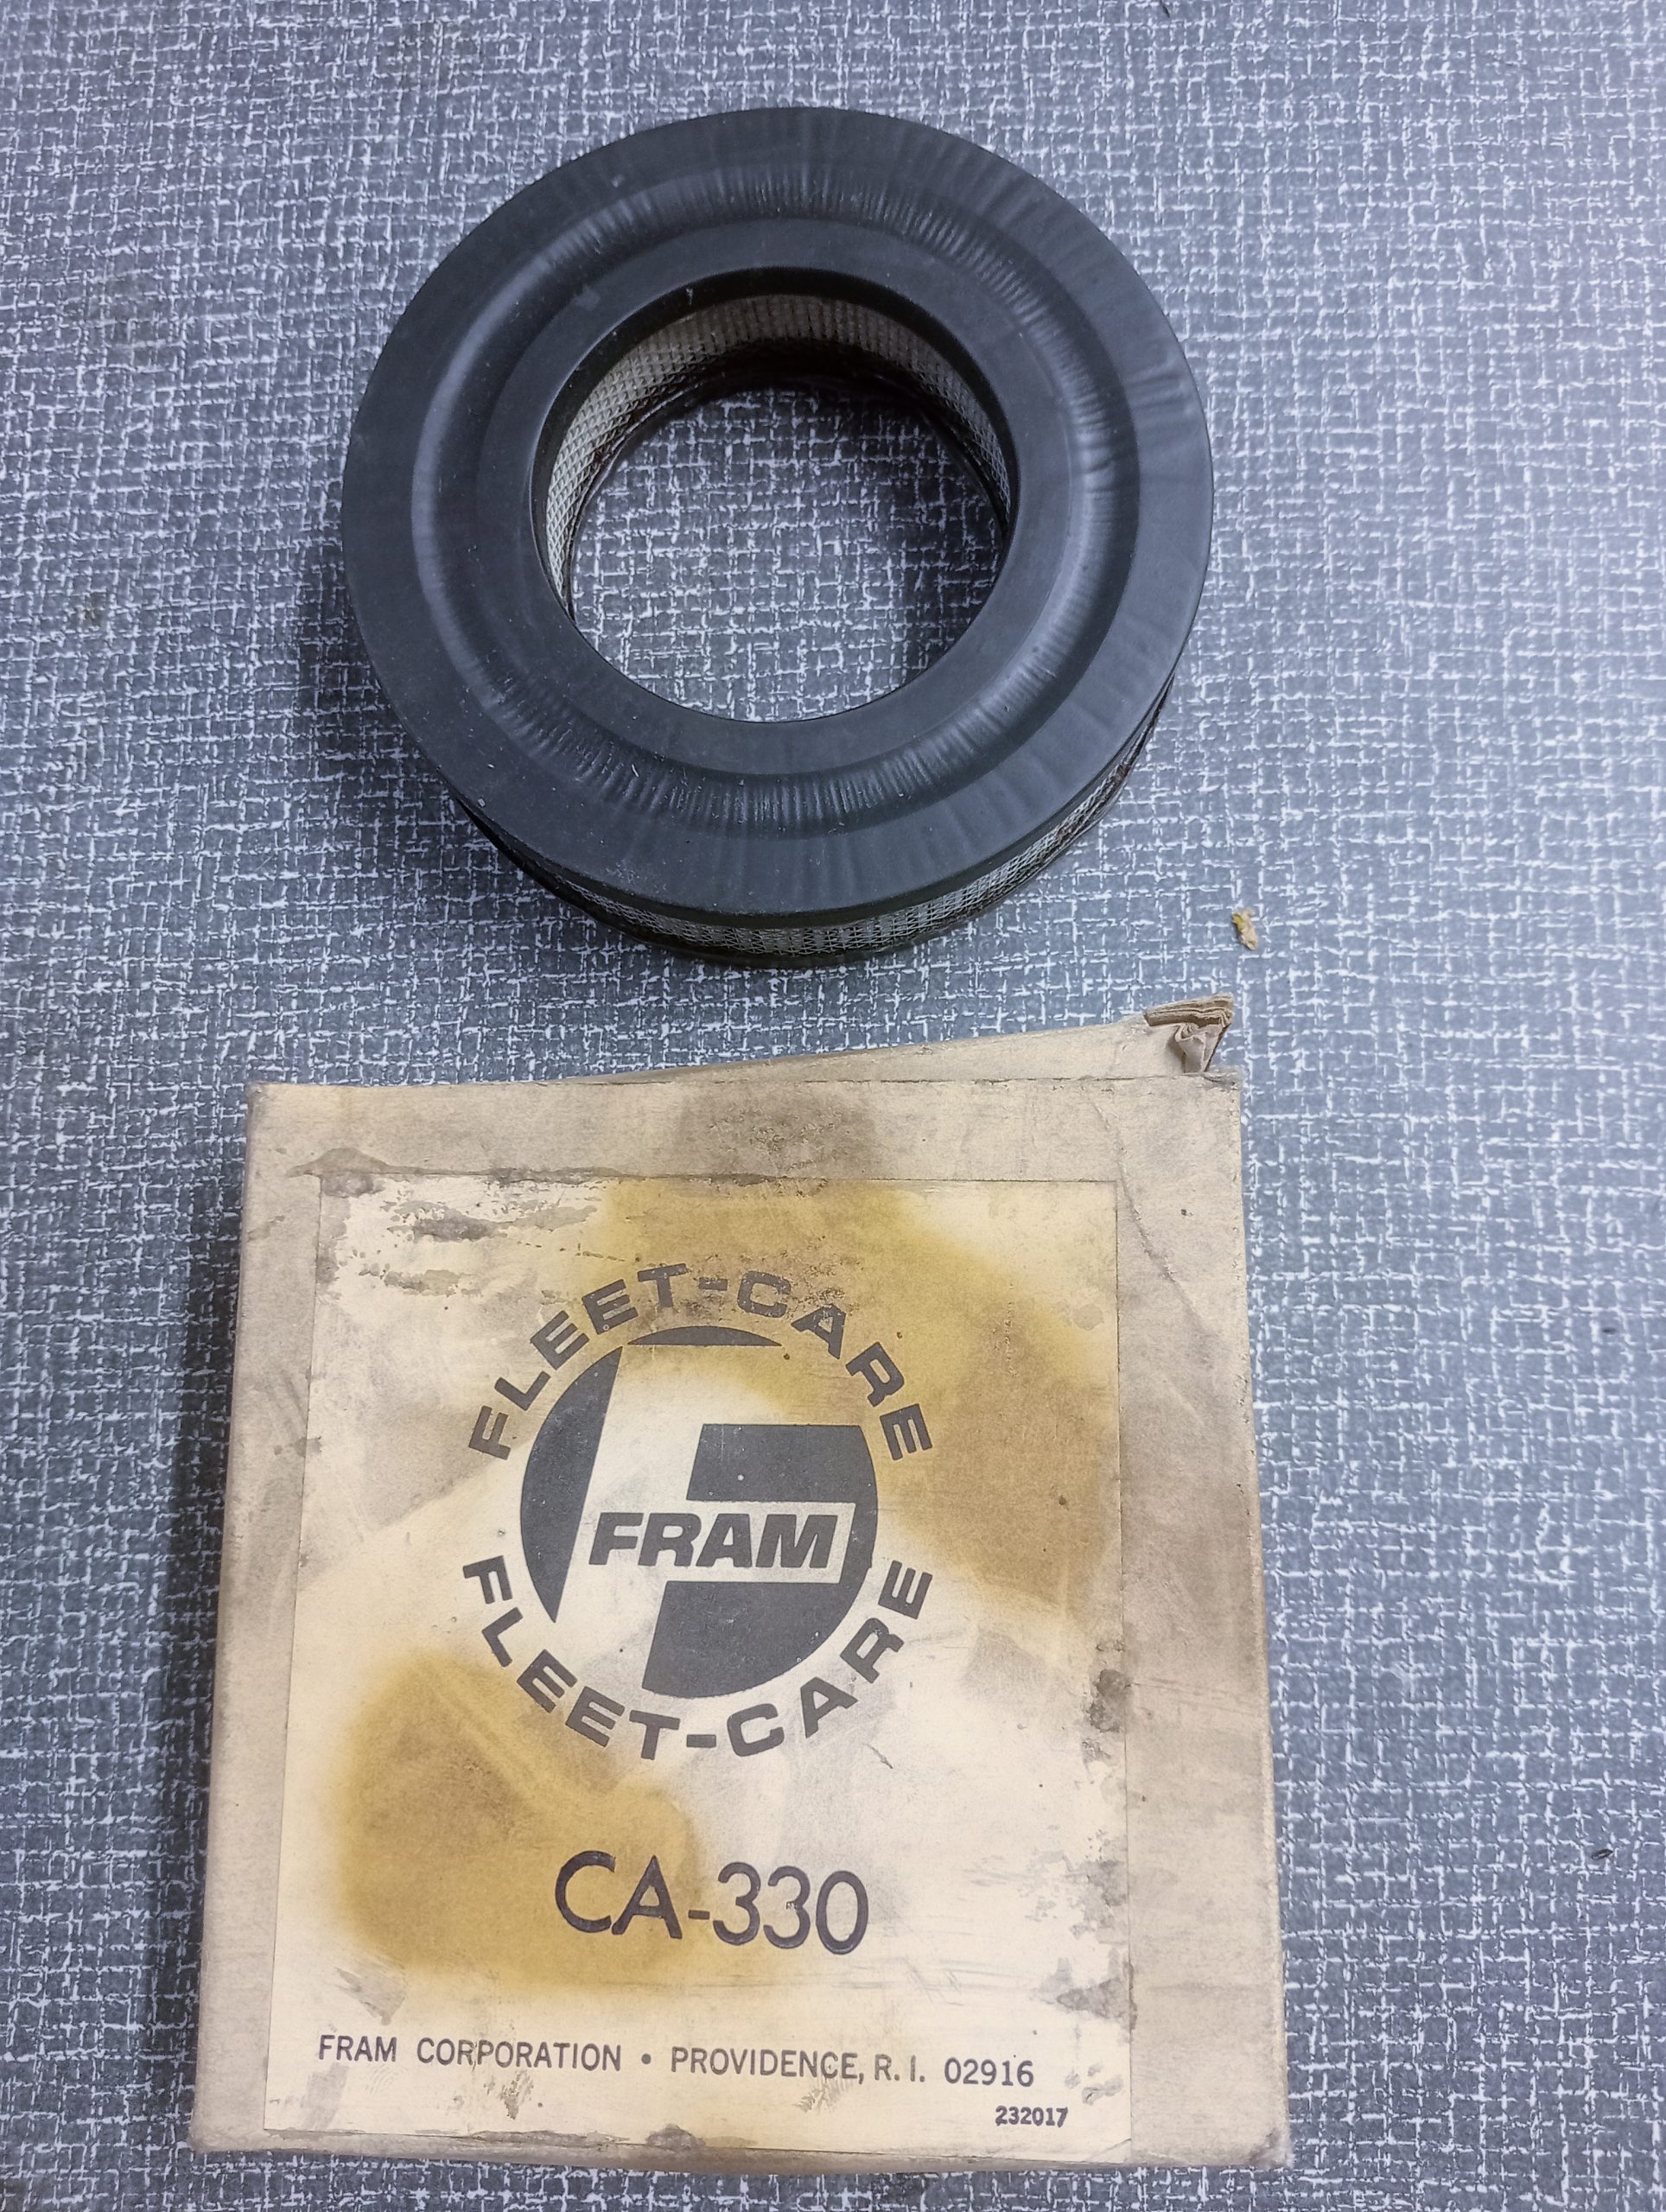 FLEET-CARE
FRAM
FLEET-CARE
CA-330
FRAM CORPORATION • PROVIDENCE, R. I. 02916
232017